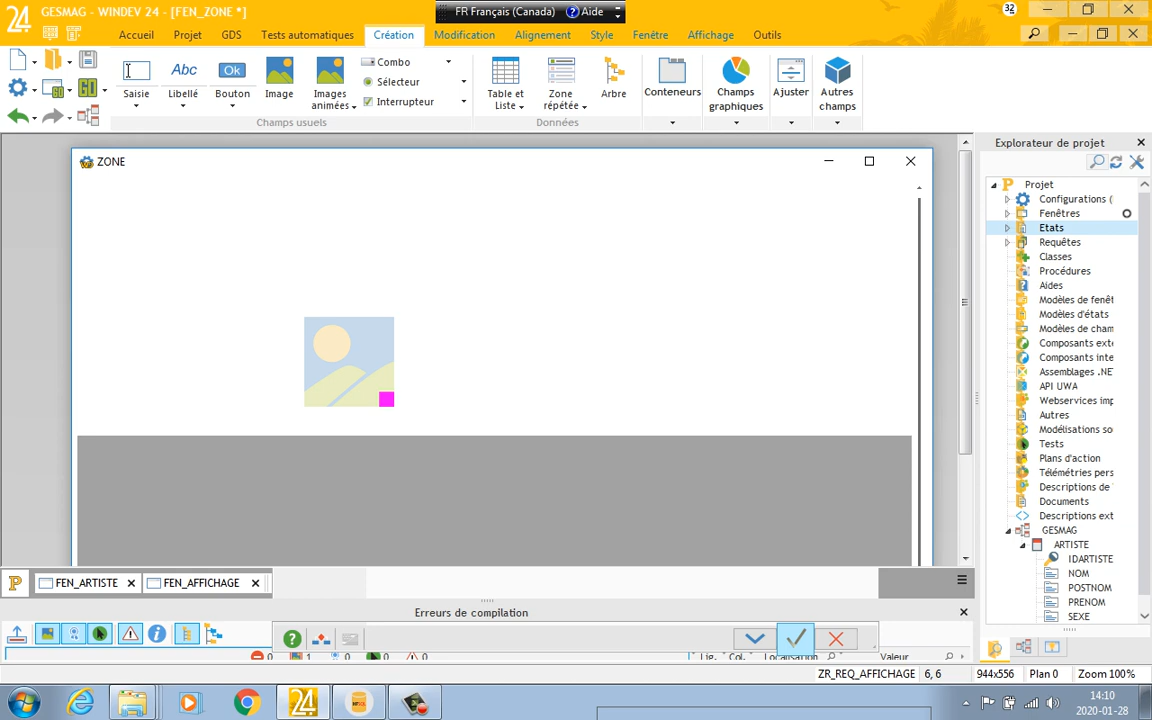 24
GESMAG - WINDEV 24 - [FEN_ZONE *]
FR Français (Canada)
Aide
32
Accueil
Projet
GDS
Tests automatiques
Création
Modification
Alignement
Style
Fenêtre
Affichage
Outils
Saisie
Abc
Libellé
Ok
Bouton
Image
Images animées
Combo
Sélecteur
Interrupteur
Champs usuels
Table et Liste
Zone répétée
Arbre
Données
Conteneurs
Champs graphiques
Ajuster
Autres champs
GO
GO
ZONE
Explorateur de projet
Projet
Configurations (
Fenêtres
Etats
Requêtes
Classes
Procédures
Aides
Modèles de fenêt
Modèles d'états
Modèles de cham
Composants exte
Composants inte
Assemblages .NE
API UWA
Webservices imp
Autres
Modélisations so
Tests
Plans d'action
Télémétries pers
Descriptions de
Documents
Descriptions ext
GESMAG
ARTISTE
IDARTISTE
NOM
POSTNOM
PRENOM
SEXE
FEN_ARTISTE
FEN_AFFICHAGE
Erreurs de compilation
0
1
0
0
0
Lig.
Col.
Localisation
Valeur
ZR_REQ_AFFICHAGE
6, 6
944x556
Plan 0
Zoom 100%
24
14:10
2020-01-28